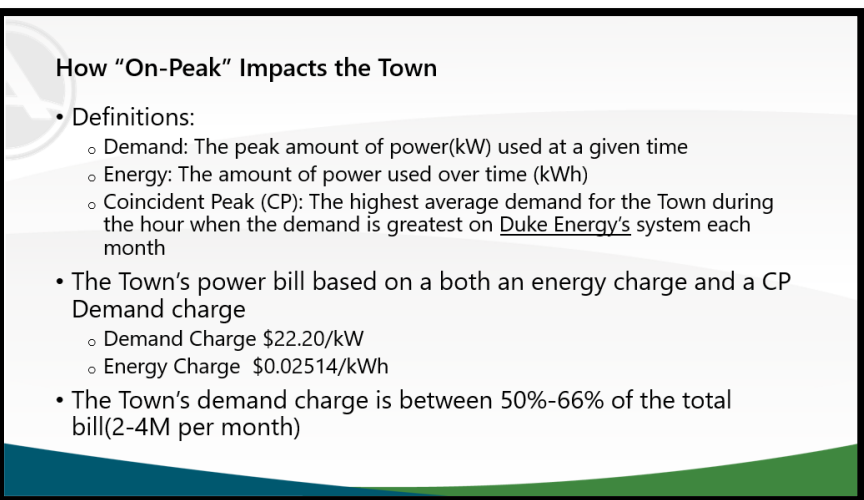 How “On-Peak” Impacts the Town
• Definitions:
o Demand: The peak amount of power(kW) used at a given time
o Energy: The amount of power used over time (kWh)
o Coincident Peak (CP): The highest average demand for the Town during
the hour when the demand is greatest on Duke Energy’s system each
month
• The Town’s power bill based on a both an energy charge and a CP
Demand charge
o Demand Charge $22.20/kW
o Energy Charge  $0.02514/kWh
• The Town’s demand charge is between 50%-66% of the total
bill(2-4M per month)